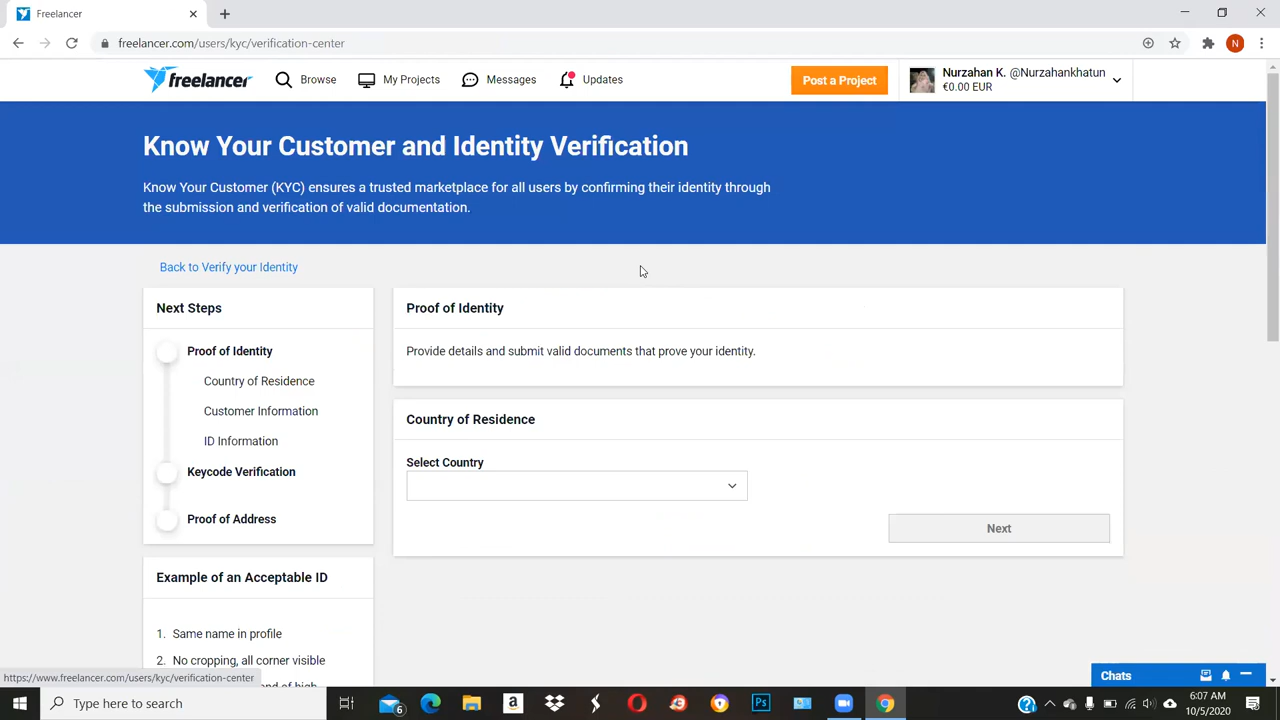 Freelancer
freelancer.com/users/kyc/verification-center
N
freelancer
Browse
My Projects
Messages
Updates
Post a Project
Nurzahan K. @Nurzahankhatun
€0.00 EUR
Know Your Customer and Identity Verification
Know Your Customer (KYC) ensures a trusted marketplace for all users by confirming their identity through
the submission and verification of valid documentation.
Back to Verify your Identity
Next Steps
Proof of Identity
Country of Residence
Customer Information
ID Information
Keycode Verification
Proof of Address
Example of an Acceptable ID
1. Same name in profile
2. No cropping, all corner visible
Proof of Identity
Provide details and submit valid documents that prove your identity.
Country of Residence
Select Country
Next
https://www.freelancer.com/users/kyc/verification-center
Chats
Type here to search
6
a
Ps
6:07 AM
10/5/2020